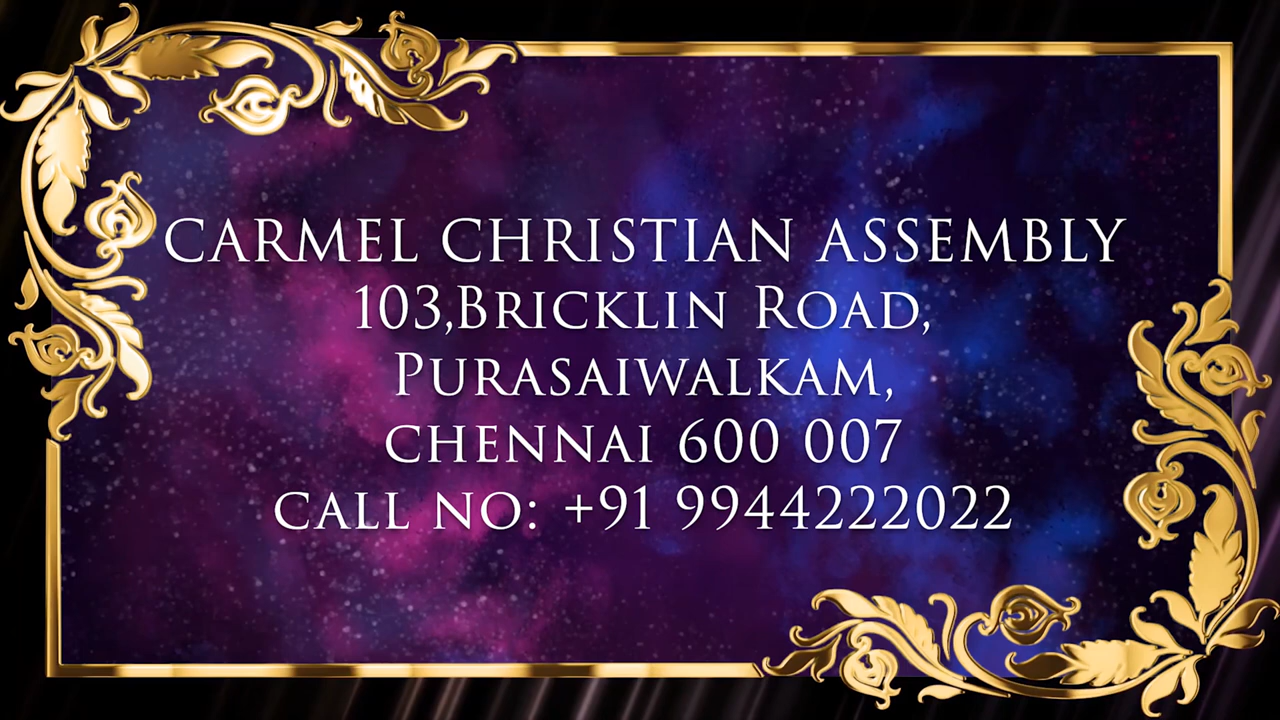 CARMEL CHRISTIAN ASSEMBLY
103,Bricklin Road,
Purasaiwalkam,
chennai 600 007
call no: +91 9944222022